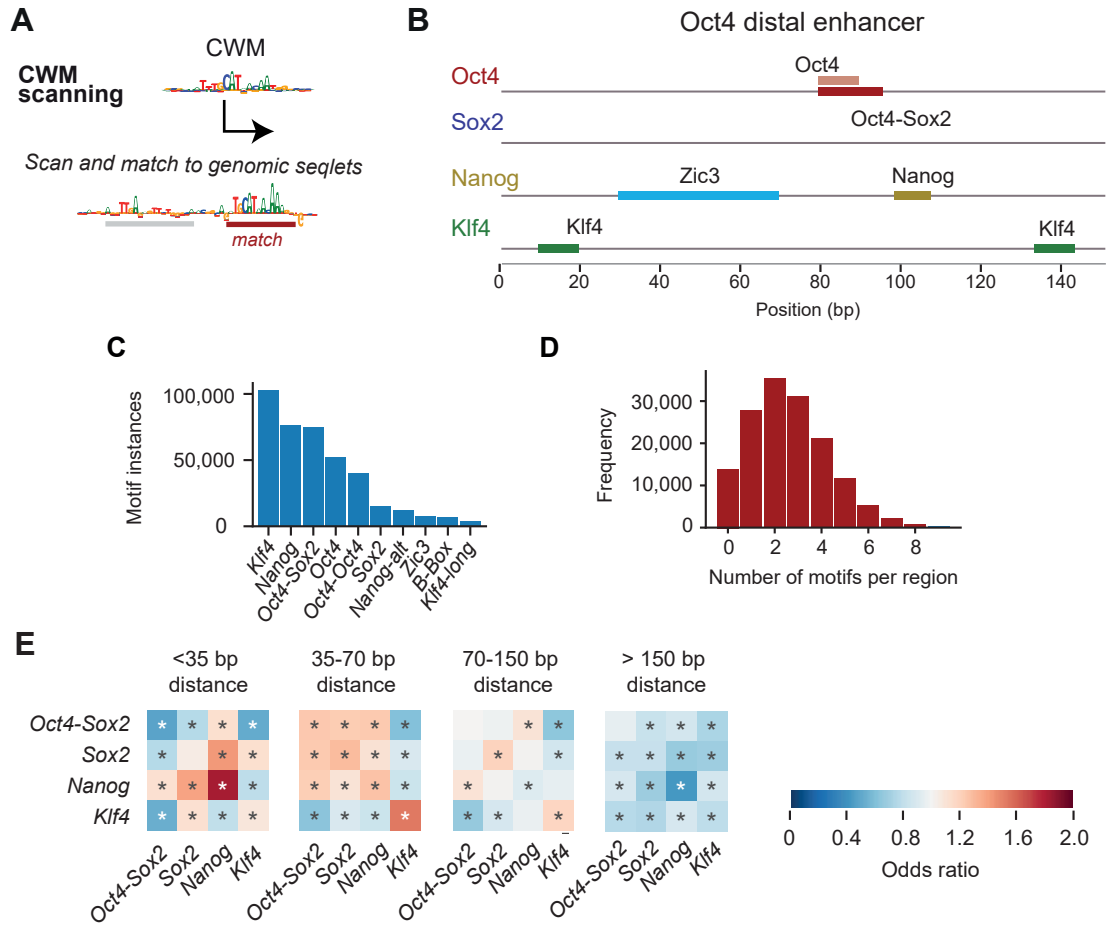 A
CWM
CWM
scanning
Scan and match to genomic seqlets
match
B
Oct4 distal enhancer
Oct4
Oct4
Sox2
Oct4-Sox2
Nanog
Zic3
Nanog
Klf4
Klf4
Klf4
0 20 40 60 80 100 120 140
Position (bp)
C
Motif instances
100,000
50,000
0
Klf4
Nanog
Oct4-Sox2
Oct4
Oct4-Oct4
Sox2
Nanog-alt
Zic3
B-Box
Klf4-long
D
Frequency
30,000
20,000
10,000
0
0 2 4 6 8
Number of motifs per region
E
<35 bp
distance
35-70 bp
distance
70-150 bp
distance
> 150 bp
distance
Oct4-Sox2 * * * * * * * * * * * * *
Sox2 * * * * * * * * * * * * *
Nanog * * * * * * * * * * * * * *
Klf4 * * * * * * * * * * * * * * *
Oct4-Sox2 Sox2 Nanog Klf4
Oct4-Sox2 Sox2 Nanog Klf4
Oct4-Sox2 Sox2 Nanog Klf4
Oct4-Sox2 Sox2 Nanog Klf4
0 0.4 0.8 1.2 1.6 2.0
Odds ratio